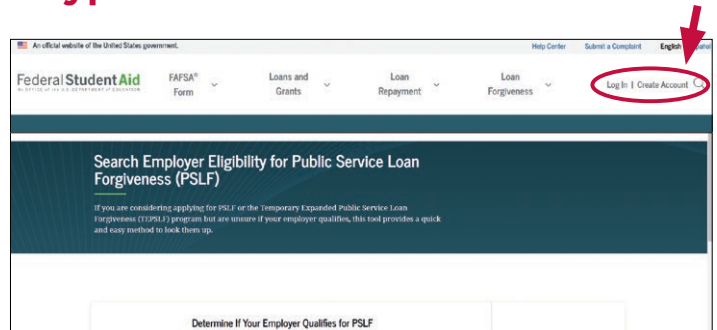 An official website of the United States government.
Help Center Submit a Complaint English
Federal Student Aid
An OFFICE of the U.S. DEPARTMENT of EDUCATION
FAFSA® Form
Loans and Grants
Loan Repayment
Loan Forgiveness
Log In | Create Account
Search Employer Eligibility for Public Service Loan
Forgiveness (PSLF)
If you are considering applying for PSLF or the Temporary Expanded Public Service Loan
Forgiveness (TEPSLF) program but are unsure if your employer qualifies, this tool provides a quick
and easy method to look them up.
Determine If Your Employer Qualifies for PSLF